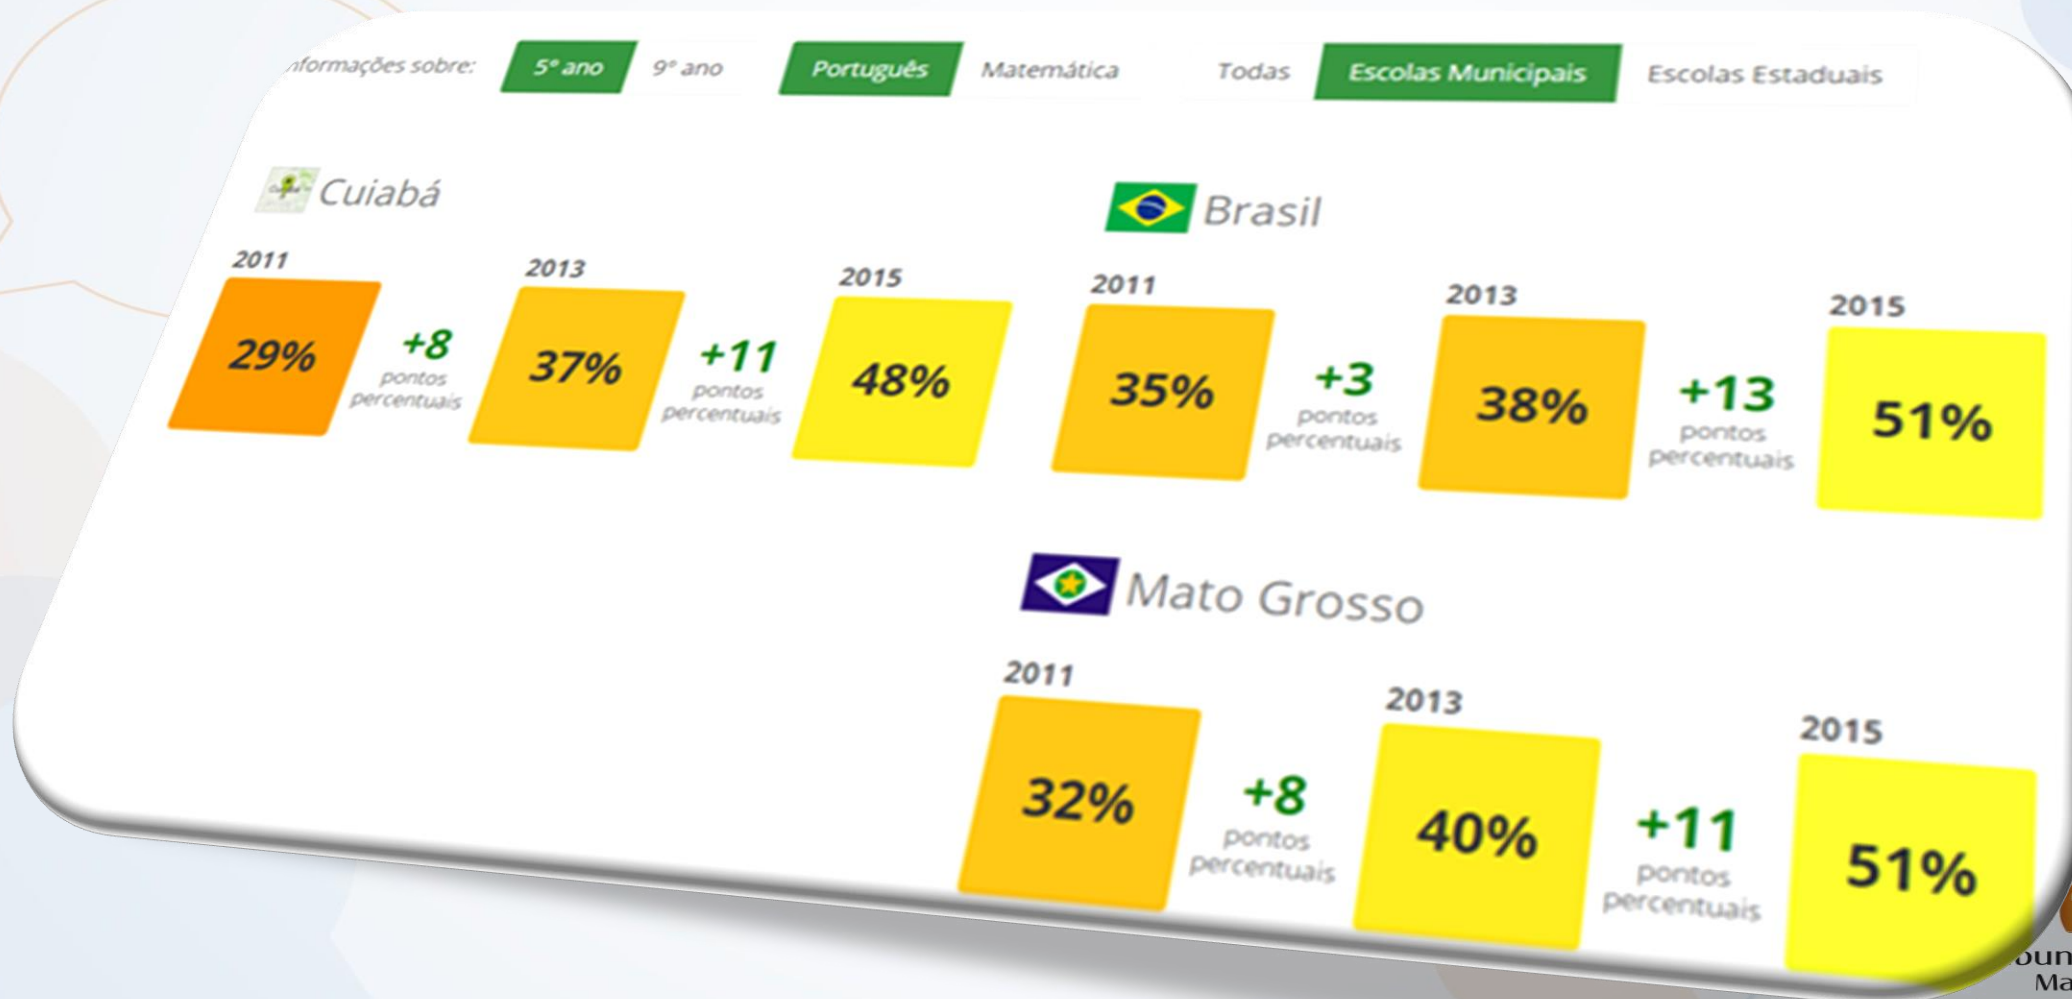 nformações sobre: 5º ano 9º ano Português Matemática Todas Escolas Municipais Escolas Estaduais
Cuiabá
2011 2013 2015
29% +8 pontos percentuais 37% +11 pontos percentuais 48%
Brasil
2011 2013 2015
35% +3 pontos percentuais 38% +13 pontos percentuais 51%
Mato Grosso
2011 2013 2015
32% +8 pontos percentuais 40% +11 pontos percentuais 51%